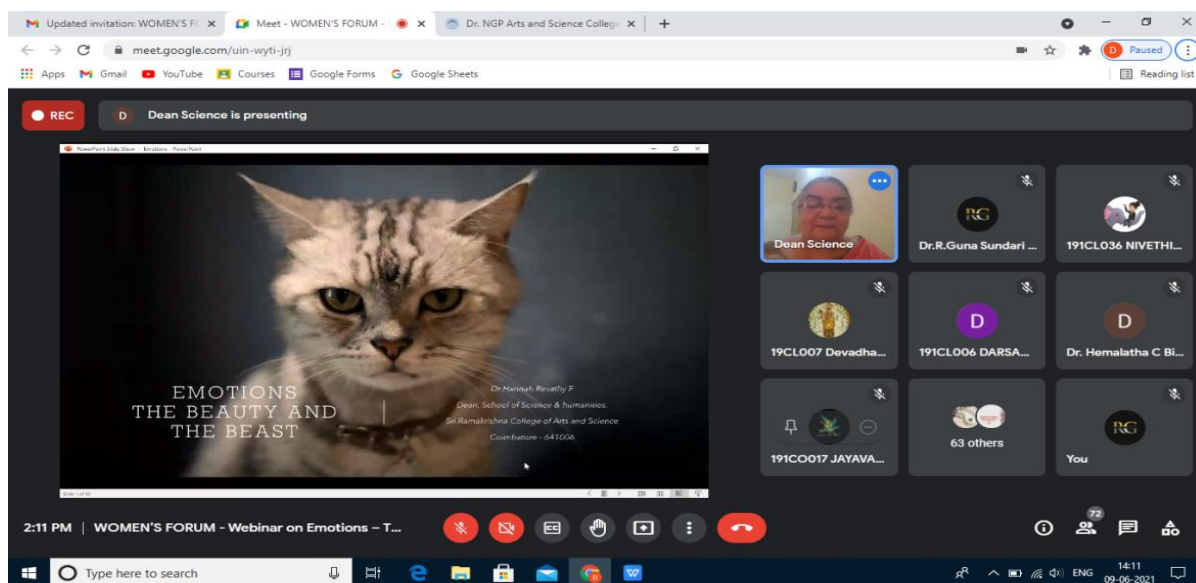 Updated invitation: WOMEN'S FC
Meet - WOMEN'S FORUM -
Dr. NGP Arts and Science College
meet.google.com/uin-wyti-jrj
D Paused
Apps Gmail YouTube Courses Google Forms Google Sheets
Reading list
REC
D Dean Science is presenting
PowerPoint Slide Show - Emotions - PowerPoint
EMOTIONS
THE BEAUTY AND
THE BEAST
Dr.Hannah Revathy F
Dean, School of Science & humanities.
Sri Ramakrishna College of Arts and Science
Coimbatore - 641006
Dean Science
RG
Dr.R.Guna Sundari ...
191CL036 NIVETHI...
19CL007 Devadha...
D
191CL006 DARSA...
D
Dr. Hemalatha C Bi...
191CO017 JAYAVA...
63 others
RG
You
2:11 PM | WOMEN'S FORUM - Webinar on Emotions – T...
72
Type here to search
ENG
14:11
09-06-2021